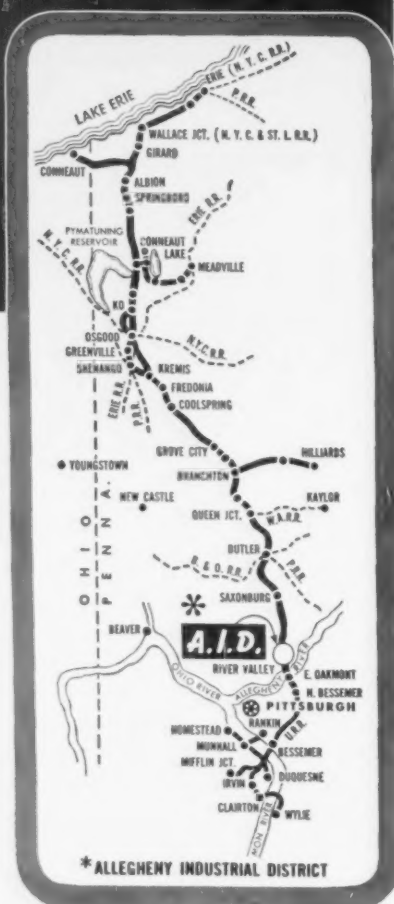 ERIE (N. Y. C. R.R.)
P.R.R.
LAKE ERIE
WALLACE JCT. (N. Y. C. & ST. L. R.R.)
GIRARD
CONNEAUT
ALBION
SPRINGBORO
ERIE R.R.
PYMATUNING
RESERVOIR
CONNEAUT
LAKE
MEADVILLE
N.Y.C. R.R.
KO
OSGOOD
N.Y.C. R.R.
GREENVILLE
SHENANGO
KREMIS
ERIE R.R.
P.R.R.
FREDONIA
COOLSPRING
GROVE CITY
HILLIARDS
YOUNGSTOWN
BRANCHTON
NEW CASTLE
KAYLOR
QUEEN JCT.
W.A.R.R.
OHIO
PENNA.
BUTLER
B. & O. R.R.
P.R.R.
SAXONBURG
*
BEAVER
A.I.D.
RIVER VALLEY
OHIO RIVER
ALLEGHENY RIVER
E. OAKMONT
N. BESSEMER
PITTSBURGH
HOMESTEAD
RANKIN
U.R.R.
MUNHALL
BESSEMER
MIFFLIN JCT.
DUQUESNE
IRVIN
CLAIRTON
WYLIE
MON RIVER
*ALLEGHENY INDUSTRIAL DISTRICT